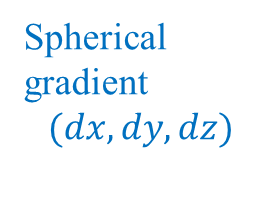 Spherical
gradient
(dx, dy, dz)